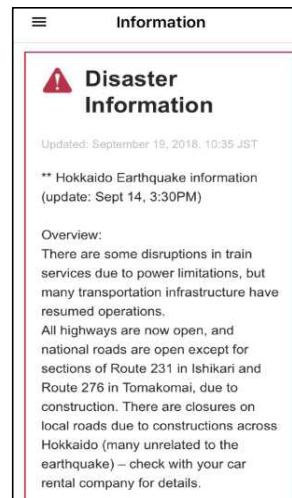 Information
Disaster
Information
Updated: September 19, 2018. 10:35 JST
** Hokkaido Earthquake information
(update: Sept 14, 3:30PM)
Overview:
There are some disruptions in train
services due to power limitations, but
many transportation infrastructure have
resumed operations.
All highways are now open, and
national roads are open except for
sections of Route 231 in Ishikari and
Route 276 in Tomakomai, due to
construction. There are closures on
local roads due to constructions across
Hokkaido (many unrelated to the
earthquake) – check with your car
rental company for details.